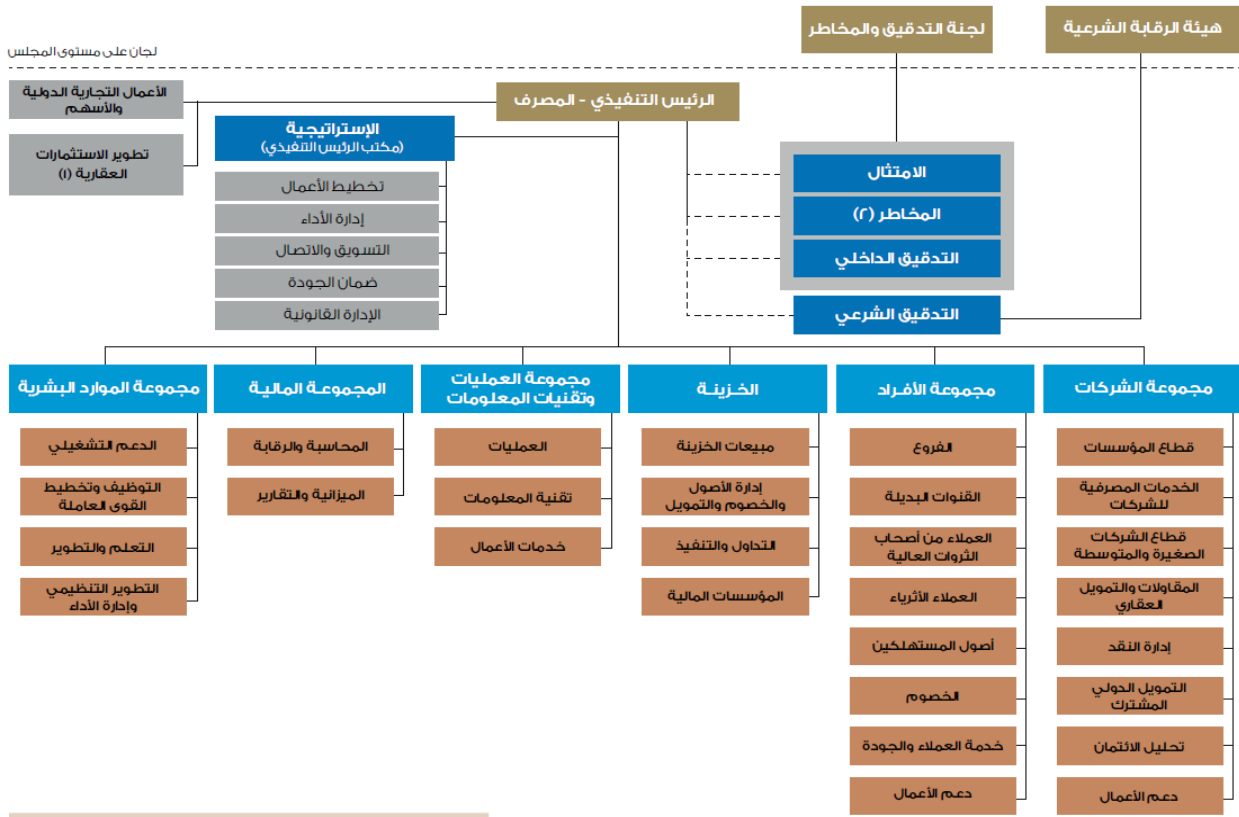 هيئة الرقابة الشرعية
لجنة التدقيق والمخاطر
لجان على مستوى المجلس
الرئيس التنفيذي - المصرف
الأعمال التجارية الدولية
والأسهم
تطوير الاستثمارات
العقارية (١)
الإستراتيجية
(مكتب الرئيس التنفيذي)
تخطيط الأعمال
إدارة الأداء
التسويق والاتصال
ضمان الجودة
الإدارة القانونية
الامتثال
المخاطر (٢)
التدقيق الداخلي
التدقيق الشرعي
مجموعة الشركات
قطاع المؤسسات
الخدمات المصرفية
للشركات
قطاع الشركات
الصغيرة والمتوسطة
المقاولات والتمويل
العقاري
إدارة النقد
التمويل الدولي
المشترك
تحليل الائتمان
دعم الأعمال
مجموعة الأفراد
الفروع
القنوات البديلة
العملاء من أصحاب
الثروات العالية
العملاء الأثرياء
أصول المستهلكين
الخصوم
خدمة العملاء والجودة
دعم الأعمال
الخزينة
مبيعات الخزينة
إدارة الأصول
والخصوم والتمويل
التداول والتنفيذ
المؤسسات المالية
مجموعة العمليات
وتقنيات المعلومات
العمليات
تقنية المعلومات
خدمات الأعمال
المجموعة المالية
المحاسبة والرقابة
الميزانية والتقارير
مجموعة الموارد البشرية
الدعم التشغيلي
التوظيف وتخطيط
القوى العاملة
التعلم والتطوير
التطوير التنظيمي
وإدارة الأداء